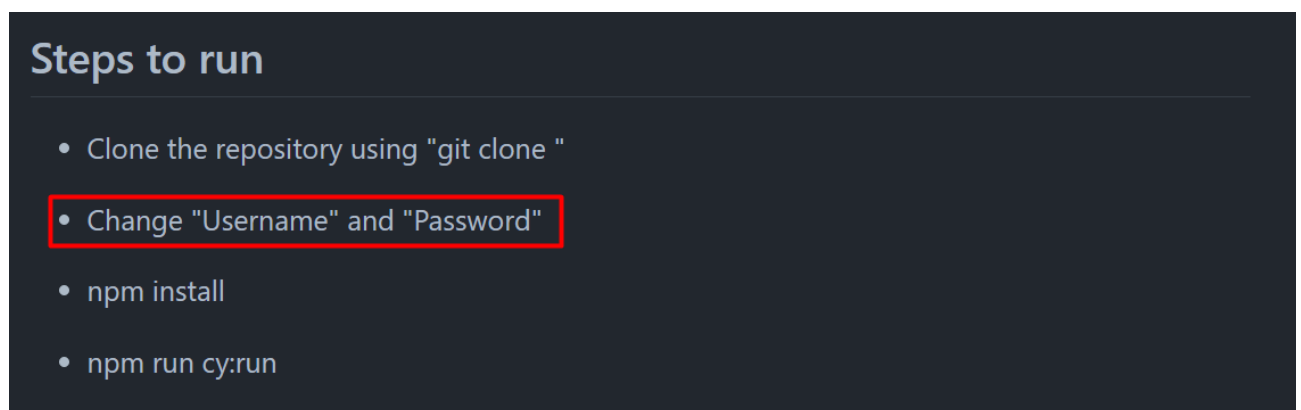 Steps to run
Clone the repository using "git clone "
Change "Username" and "Password"
npm install
npm run cy:run